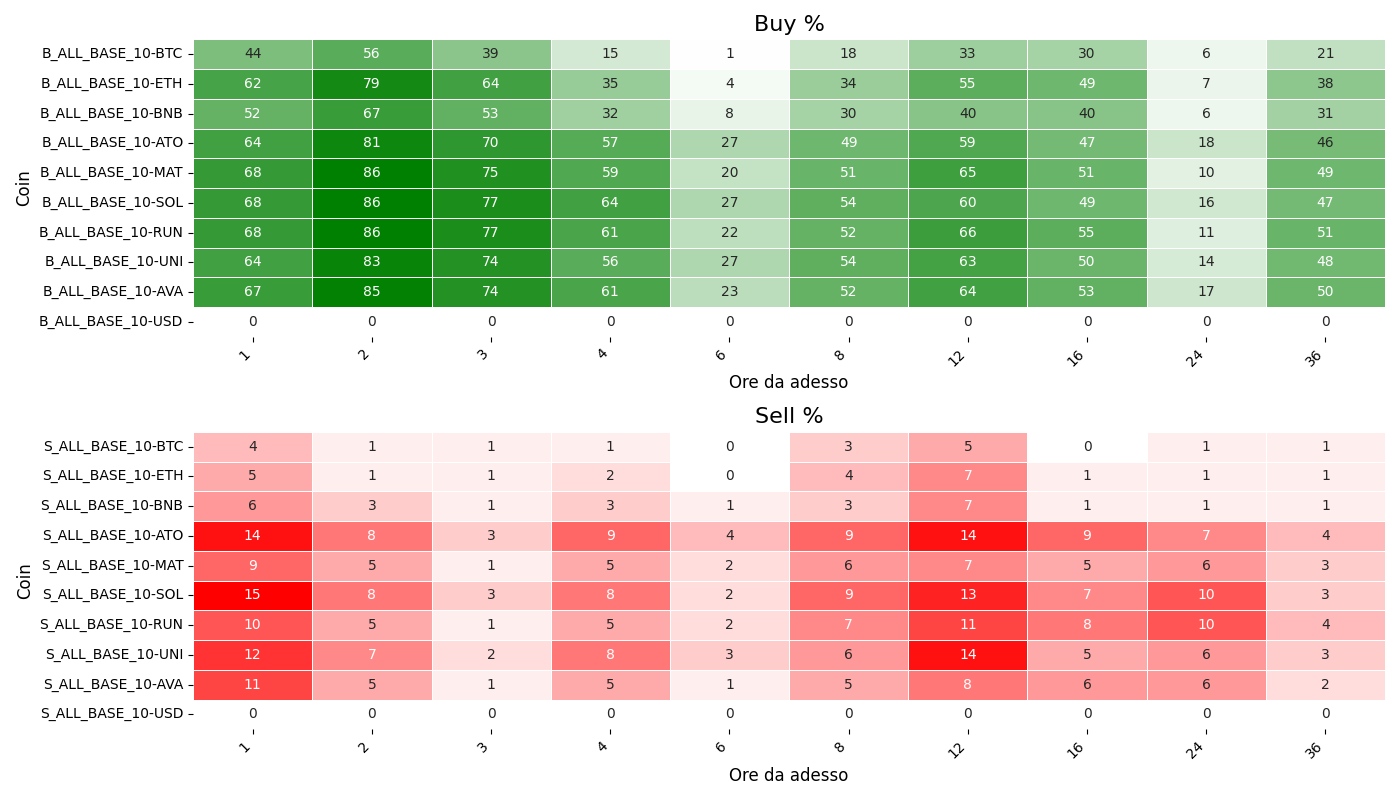 Buy %
Coin
B_ALL_BASE_10-BTC 44 56 39 15 1 18 33 30 6 21
B_ALL_BASE_10-ETH 62 79 64 35 4 34 55 49 7 38
B_ALL_BASE_10-BNB 52 67 53 32 8 30 40 40 6 31
B_ALL_BASE_10-ATO 64 81 70 57 27 49 59 47 18 46
B_ALL_BASE_10-MAT 68 86 75 59 20 51 65 51 10 49
B_ALL_BASE_10-SOL 68 86 77 64 27 54 60 49 16 47
B_ALL_BASE_10-RUN 68 86 77 61 22 52 66 55 11 51
B_ALL_BASE_10-UNI 64 83 74 56 27 54 63 50 14 48
B_ALL_BASE_10-AVA 67 85 74 61 23 52 64 53 17 50
B_ALL_BASE_10-USD 0 0 0 0 0 0 0 0 0 0
1 2 3 4 6 8 12 16 24 36
Ore da adesso
Sell %
Coin
S_ALL_BASE_10-BTC 4 1 1 1 0 3 5 0 1 1
S_ALL_BASE_10-ETH 5 1 1 2 0 4 7 1 1 1
S_ALL_BASE_10-BNB 6 3 1 3 1 3 7 1 1 1
S_ALL_BASE_10-ATO 14 8 3 9 4 9 14 9 7 4
S_ALL_BASE_10-MAT 9 5 1 5 2 6 7 5 6 3
S_ALL_BASE_10-SOL 15 8 3 8 2 9 13 7 10 3
S_ALL_BASE_10-RUN 10 5 1 5 2 7 11 8 10 4
S_ALL_BASE_10-UNI 12 7 2 8 3 6 14 5 6 3
S_ALL_BASE_10-AVA 11 5 1 5 1 5 8 6 6 2
S_ALL_BASE_10-USD 0 0 0 0 0 0 0 0 0 0
1 2 3 4 6 8 12 16 24 36
Ore da adesso